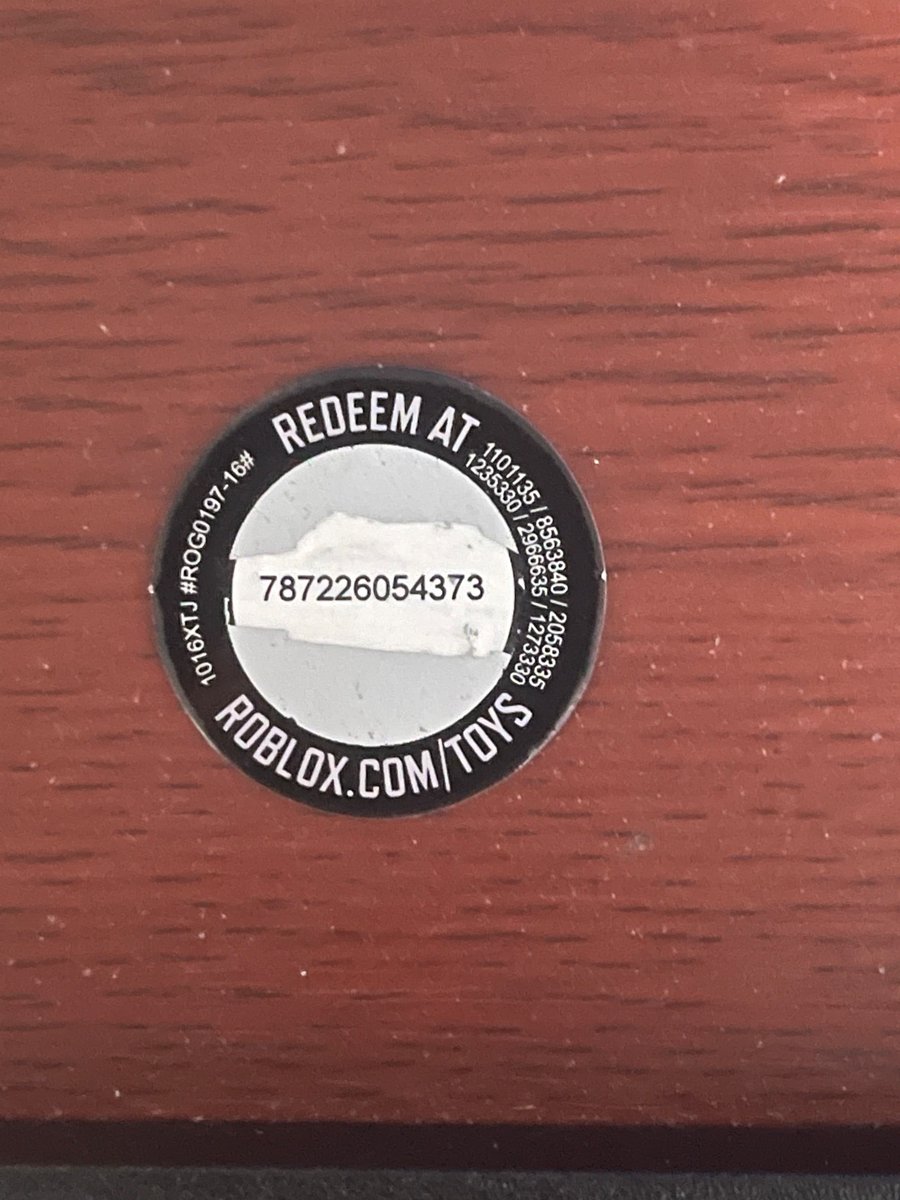 REDEEM AT
1101135 / 8563840 / 2058335
1235330 / 2966635 / 1273330
1016XTJ #ROG0197-16#
787226054373
ROBLOX.COM/TOYS